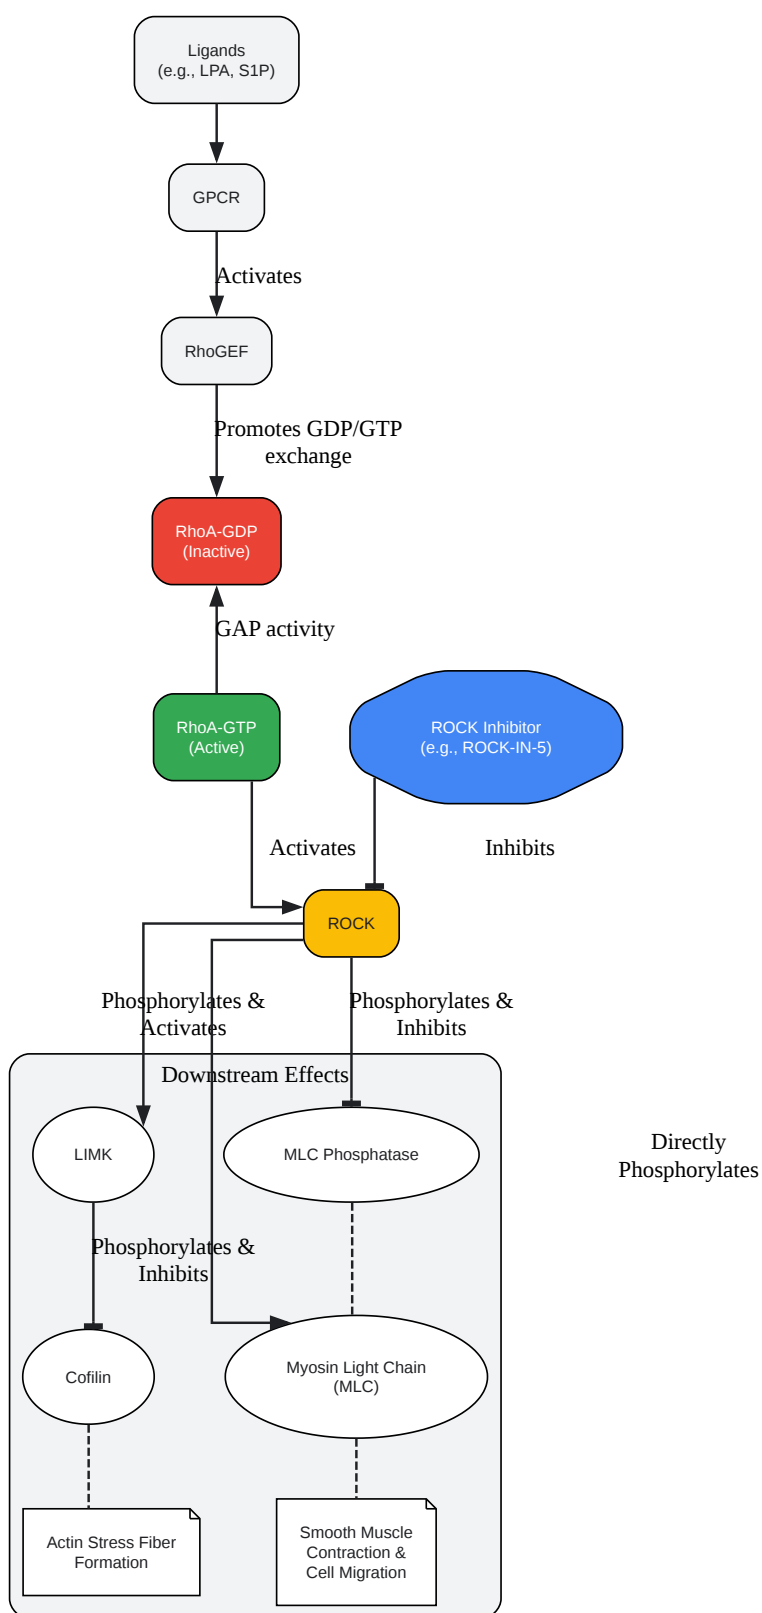 Ligands
(e.g., LPA, S1P)
GPCR
Activates
RhoGEF
Promotes GDP/GTP
exchange
RhoA-GDP
(Inactive)
GAP activity
RhoA-GTP
(Active)
ROCK Inhibitor
(e.g., ROCK-IN-5)
Activates
Inhibits
ROCK
Phosphorylates &
Activates
Phosphorylates &
Inhibits
Downstream Effects
LIMK
MLC Phosphatase
Directly
Phosphorylates
Phosphorylates &
Inhibits
Cofilin
Myosin Light Chain
(MLC)
Actin Stress Fiber
Formation
Smooth Muscle
Contraction &
Cell Migration